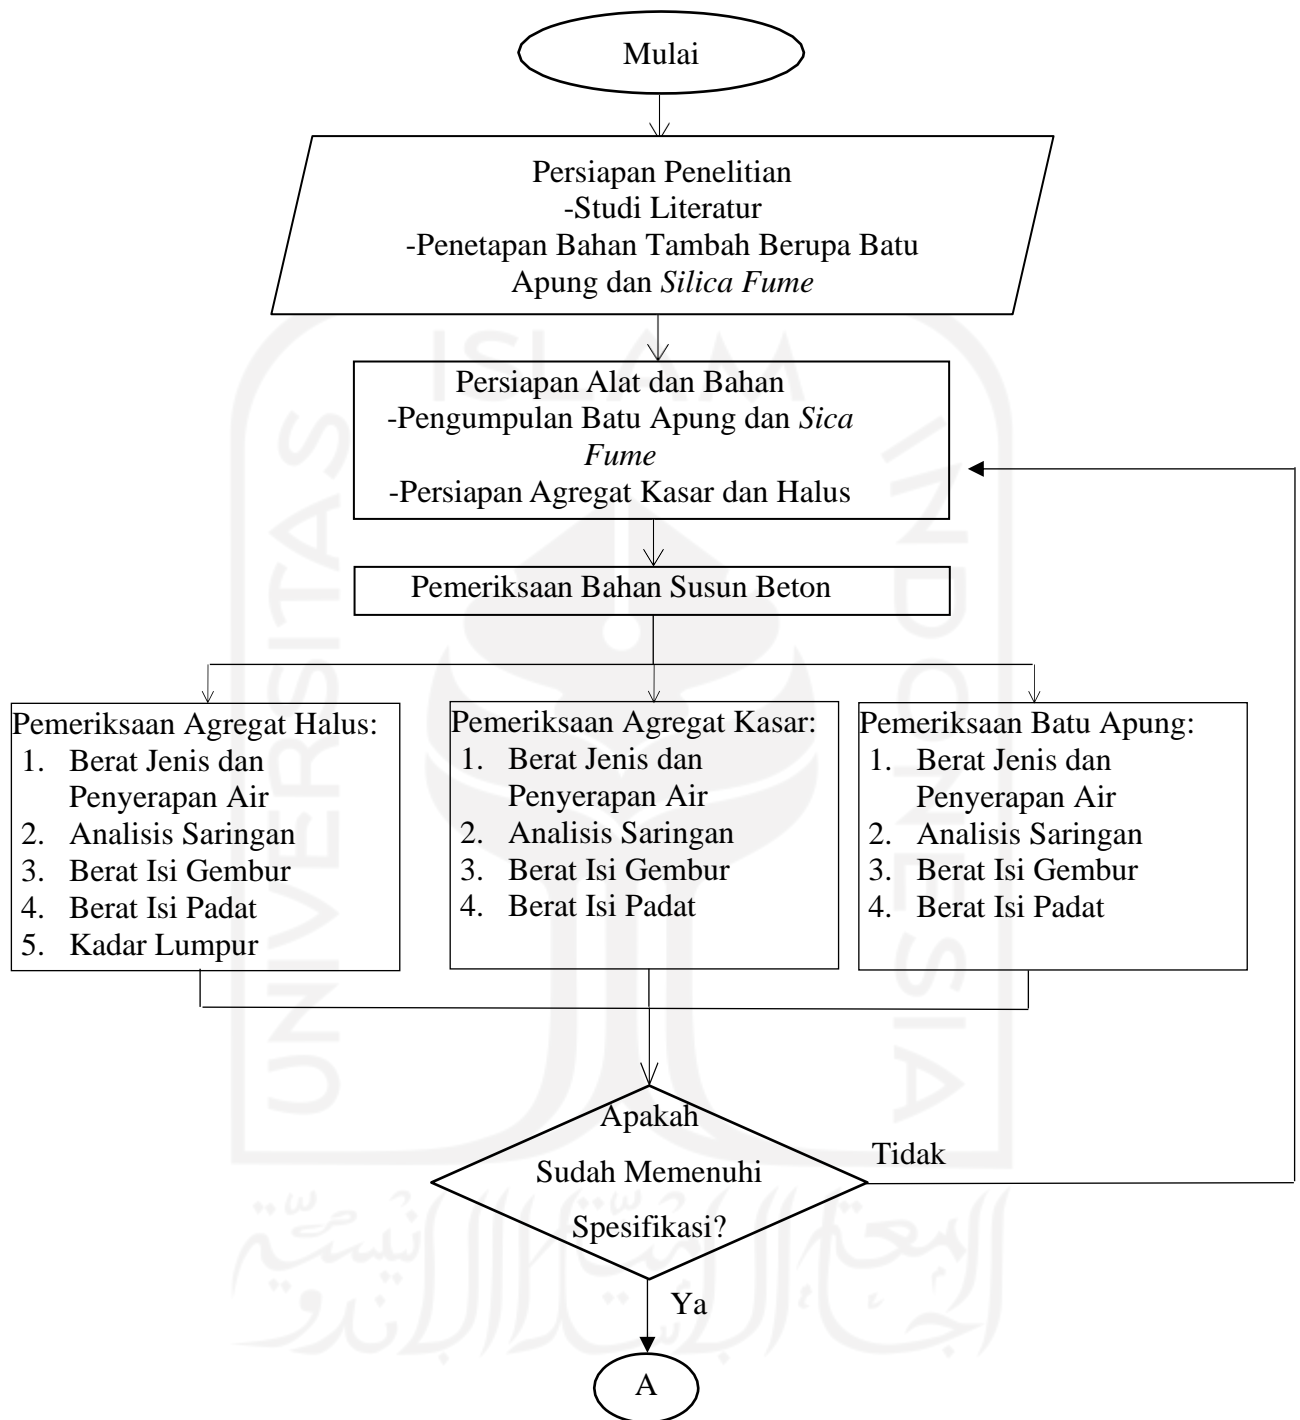 Mulai
Persiapan Penelitian
-Studi Literatur
-Penetapan Bahan Tambah Berupa Batu
Apung dan Silica Fume
Persiapan Alat dan Bahan
-Pengumpulan Batu Apung dan Sica
Fume
-Persiapan Agregat Kasar dan Halus
Pemeriksaan Bahan Susun Beton
Pemeriksaan Agregat Halus:
1. Berat Jenis dan
Penyerapan Air
2. Analisis Saringan
3. Berat Isi Gembur
4. Berat Isi Padat
5. Kadar Lumpur
Pemeriksaan Agregat Kasar:
1. Berat Jenis dan
Penyerapan Air
2. Analisis Saringan
3. Berat Isi Gembur
4. Berat Isi Padat
Pemeriksaan Batu Apung:
1. Berat Jenis dan
Penyerapan Air
2. Analisis Saringan
3. Berat Isi Gembur
4. Berat Isi Padat
Apakah
Sudah Memenuhi
Spesifikasi?
Tidak
Ya
A
UNIVERSITAS
ISLAM
INDONESIA